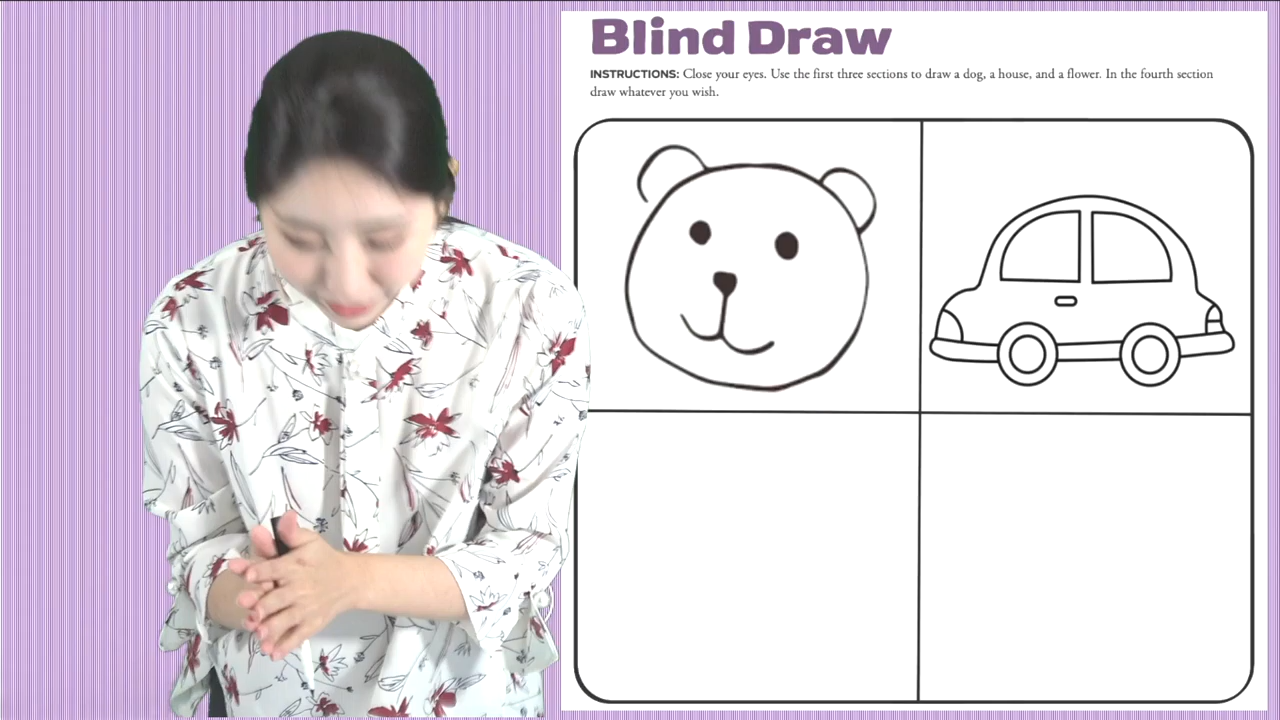 Blind Draw
INSTRUCTIONS: Close your eyes. Use the first three sections to draw a dog, a house, and a flower. In the fourth section
draw whatever you wish.